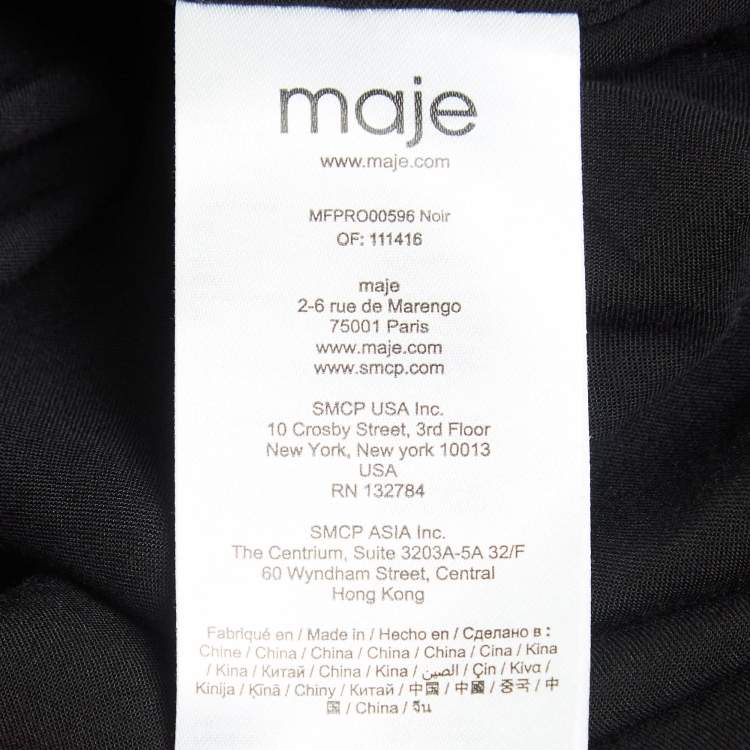 maje
www.maje.com
MFPRO00596 Noir
OF: 111416
maje
2-6 rue de Marengo
75001 Paris
www.maje.com
www.smcp.com
SMCP USA Inc.
10 Crosby Street, 3rd Floor
New York, New york 10013
USA
RN 132784
SMCP ASIA Inc.
The Centrium, Suite 3203A-5A 32/F
60 Wyndham Street, Central
Hong Kong
Fabriqué en / Made in / Hecho en / Сделано в :
Chine / China / China / China / China / Cina / Kína
/ Kina / Китай / China / Kina / الصين / Çin / Κίνα /
Kinija / Ķīnā / Chiny / Китай / 中国 / 中國 / 중국 / 中
国 / China / จีน